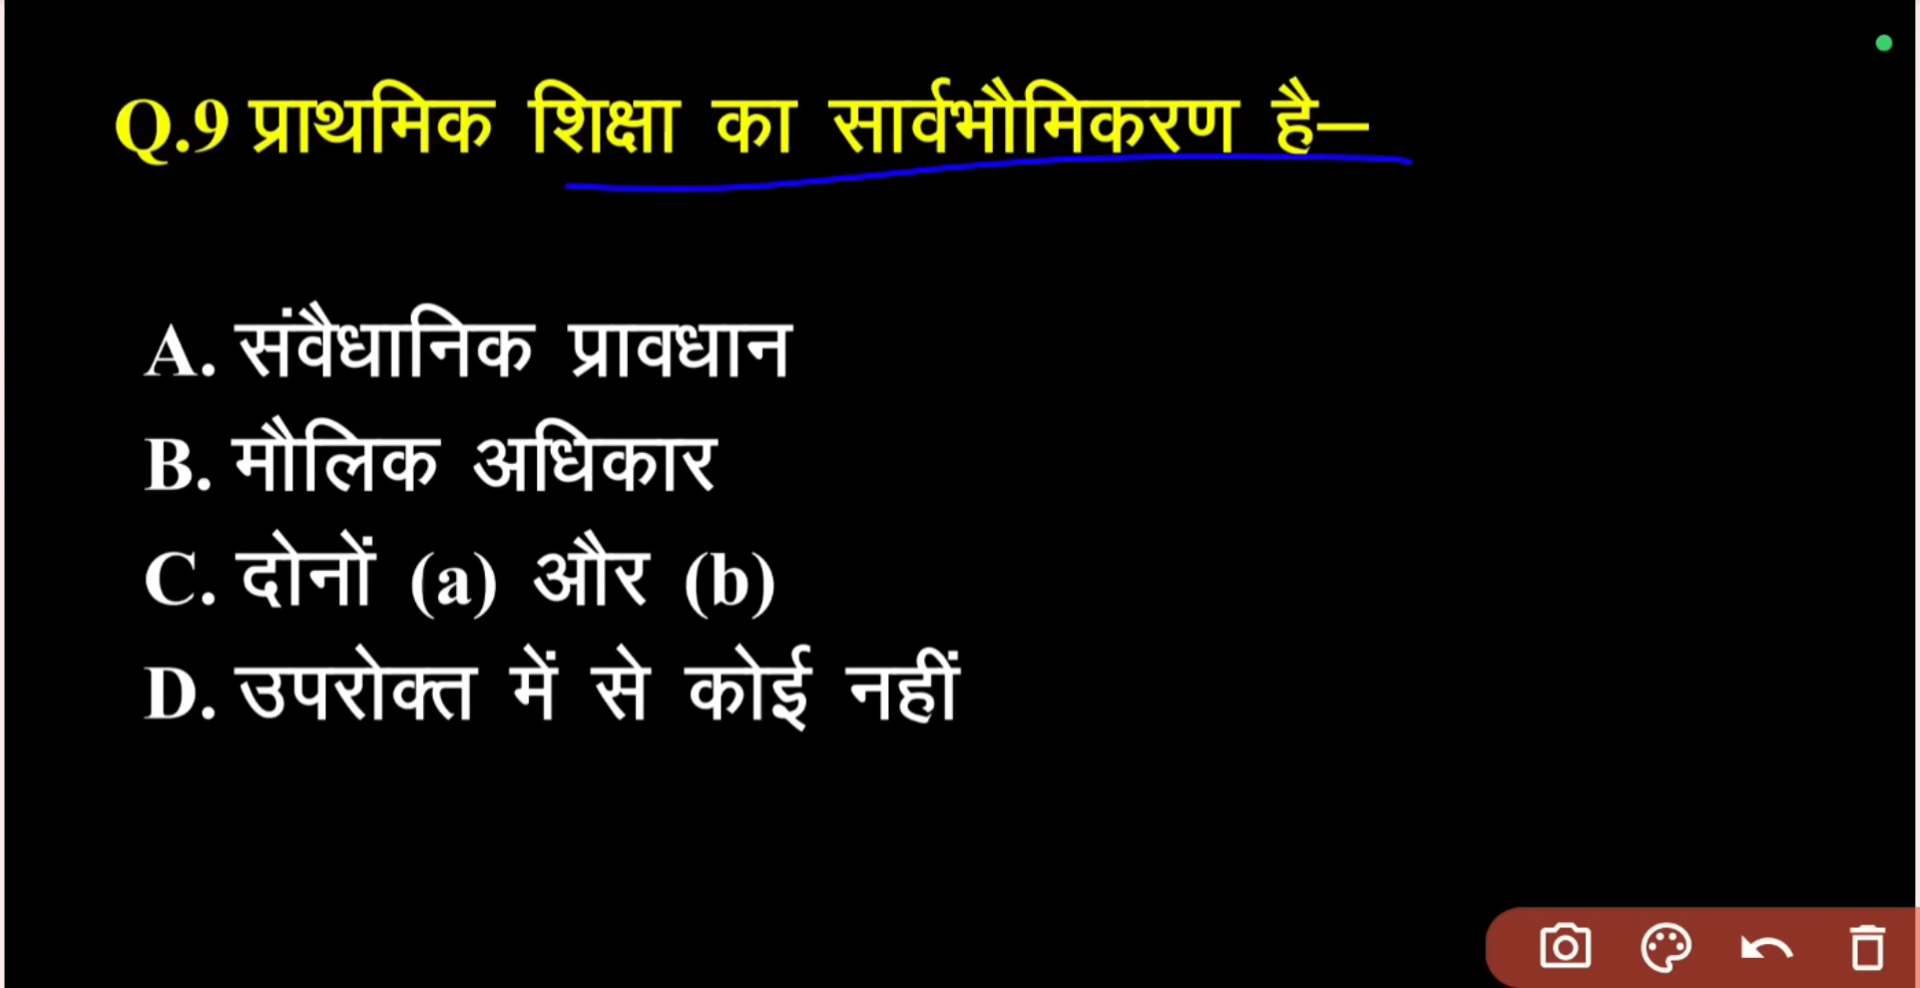 Q.9 प्राथमिक शिक्षा का सार्वभौमिकरण है–
A. संवैधानिक प्रावधान
B. मौलिक अधिकार
C. दोनों (a) और (b)
D. उपरोक्त में से कोई नहीं